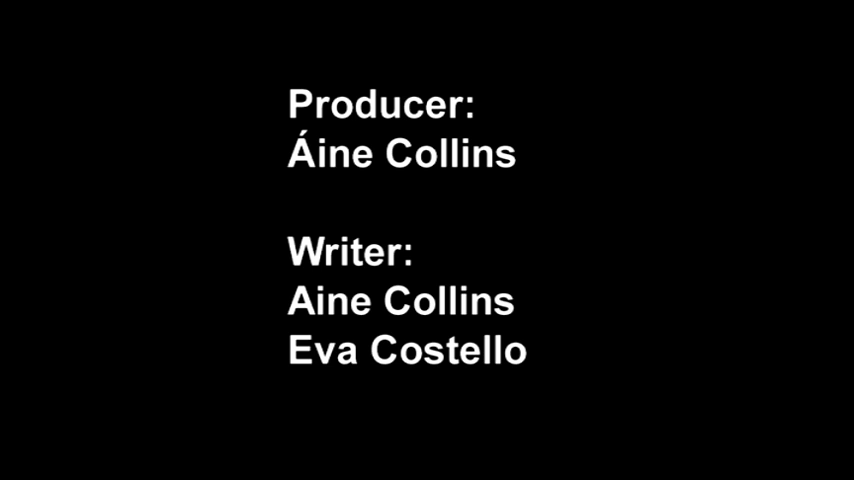 Producer:
Áine Collins
Writer:
Aine Collins
Eva Costello